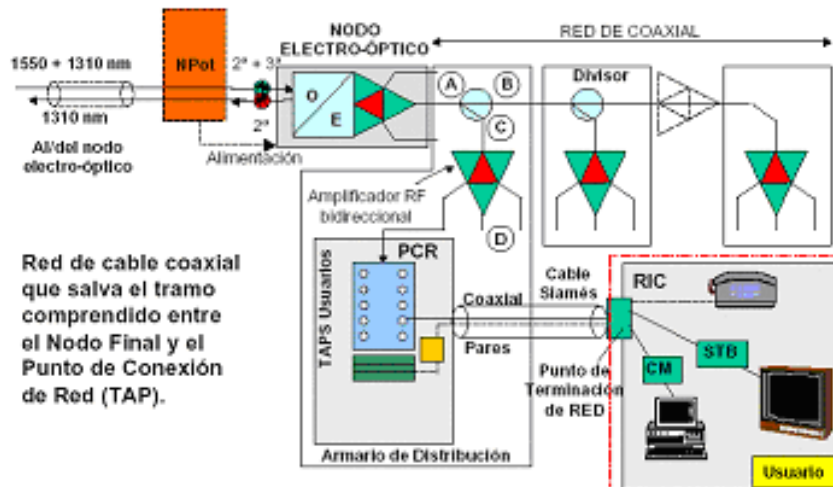 NODO
ELECTRO-ÓPTICO
RED DE COAXIAL
1550 + 1310 nm
NPot
2ª + 3ª
1310 nm
2ª
Al/del nodo
electro-óptico
Alimentación
O
E
A
B
C
D
Divisor
Amplificador RF
bidireccional
Red de cable coaxial
que salva el tramo
comprendido entre
el Nodo Final y el
Punto de Conexión
de Red (TAP).
TAPS Usuarios
PCR
Coaxial
Pares
Cable
Siamés
Punto de
Terminación
de RED
Armario de Distribución
RIC
STB
CM
Usuario